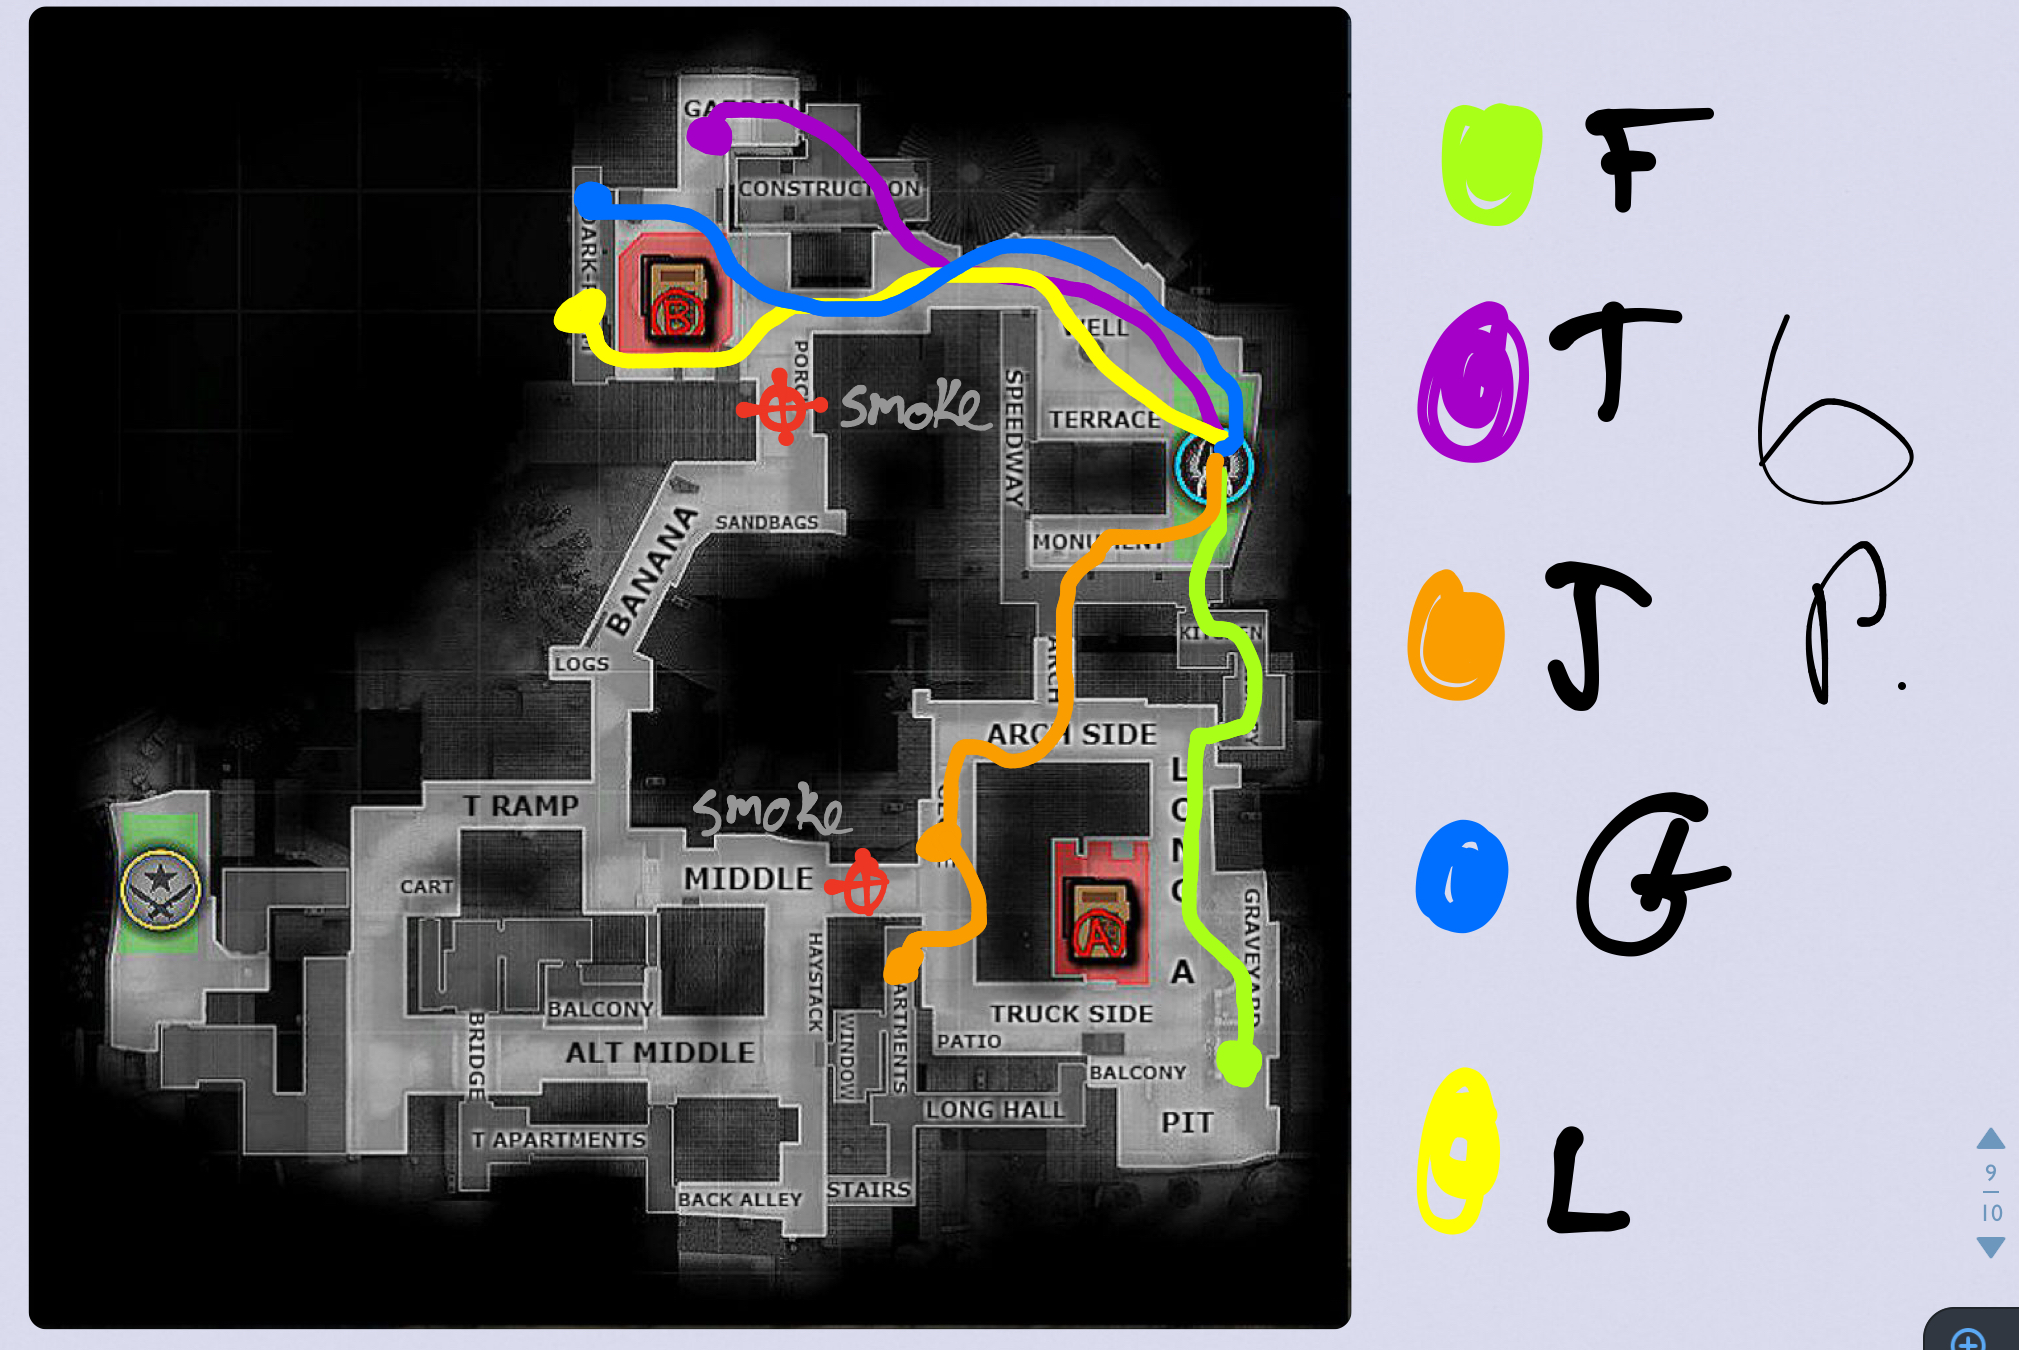 GARDEN
CONSTRUCTION
B
WELL
PORCH
SPEEDWAY
smoke
TERRACE
SANDBAGS
BANANA
MONUMENT
KITCHEN
LOGS
ARCH
ARCH SIDE
LONG A
T RAMP
smoke
MIDDLE
CART
A
GRAVEYARD
HAYSTACK
BALCONY
TRUCK SIDE
BRIDGE
WINDOW
APARTMENTS
PATIO
ALT MIDDLE
BALCONY
LONG HALL
PIT
T APARTMENTS
BACK ALLEY
STAIRS
F
T
6
J
P.
G
L
9
10